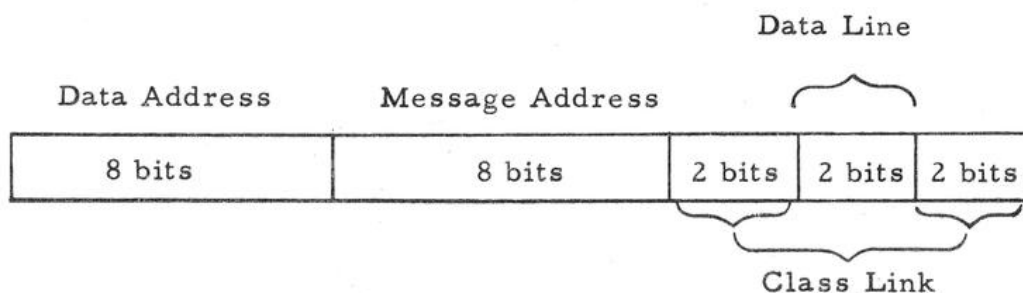 Data Line
Data Address Message Address
8 bits 8 bits 2 bits 2 bits 2 bits
Class Link